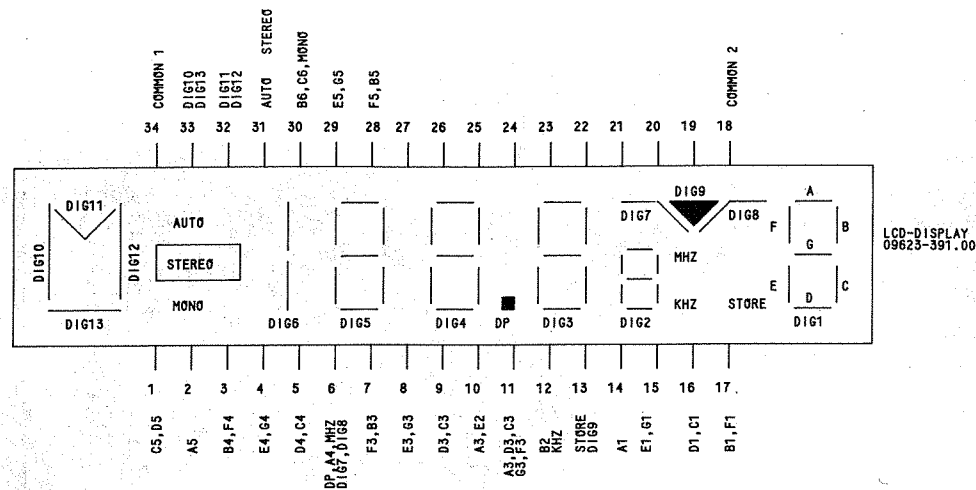 COMMON 1
DIG10
DIG13
DIG11
DIG12
AUTO STEREO
B6,C6,MONO
E5,G5
F5,B5
COMMON 2
34 33 32 31 30 29 28 27 26 25 24 23 22 21 20 19 18
DIG11
DIG10
DIG12
DIG13
AUTO
STEREO
MONO
DIG6
DIG5
DIG4
DP
DIG3
DIG7
DIG9
DIG8
MHZ
KHZ
DIG2
STORE
A
F
B
G
E
C
D
DIG1
LCD-DISPLAY
09623-391.00
1 2 3 4 5 6 7 8 9 10 11 12 13 14 15 16 17
C5,D5
A5
B4,F4
E4,G4
D4,C4
DP,A4,MHZ
DIG7,DIG8
F3,B3
E3,G3
D3,C3
A3,E2
A3,D3,C3
G3,F3
B2
KHZ
STORE
DIG9
A1
E1,G1
D1,C1
B1,F1